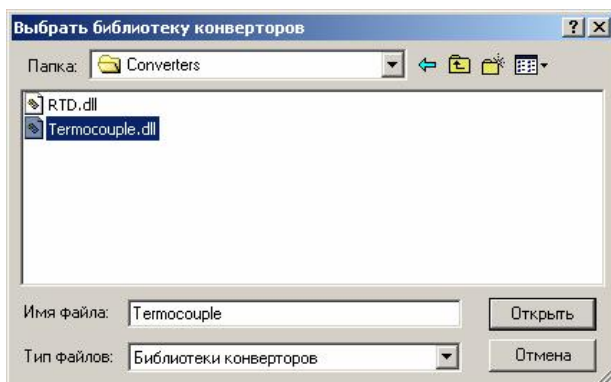 Выбрать библиотеку конверторов
Папка: Converters
RTD.dll
Termocouple.dll
Имя файла: Termocouple Открыть
Тип файлов: Библиотеки конверторов Отмена